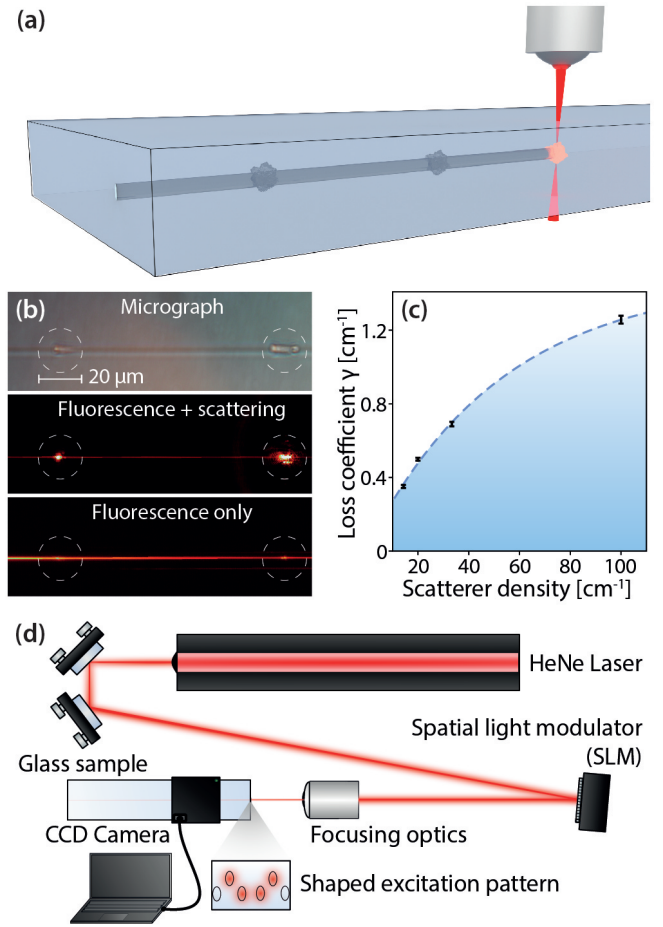 (a)
(b)
Micrograph
20 μm
Fluorescence + scattering
Fluorescence only
(c)
Loss coefficient γ [cm⁻¹]
1.2
0.8
0.4
0
20 40 60 80 100
Scatterer density [cm⁻¹]
(d)
HeNe Laser
Spatial light modulator
(SLM)
Glass sample
CCD Camera
Focusing optics
Shaped excitation pattern